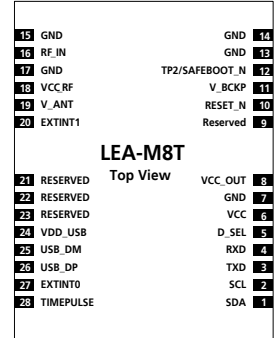 15 GND GND 14
16 RF_IN GND 13
17 GND TP2/SAFEBOOT_N 12
18 VCC_RF V_BCKP 11
19 V_ANT RESET_N 10
20 EXTINT1 Reserved 9
LEA-M8T
Top View
21 RESERVED VCC_OUT 8
22 RESERVED GND 7
23 RESERVED VCC 6
24 VDD_USB D_SEL 5
25 USB_DM RXD 4
26 USB_DP TXD 3
27 EXTINT0 SCL 2
28 TIMEPULSE SDA 1